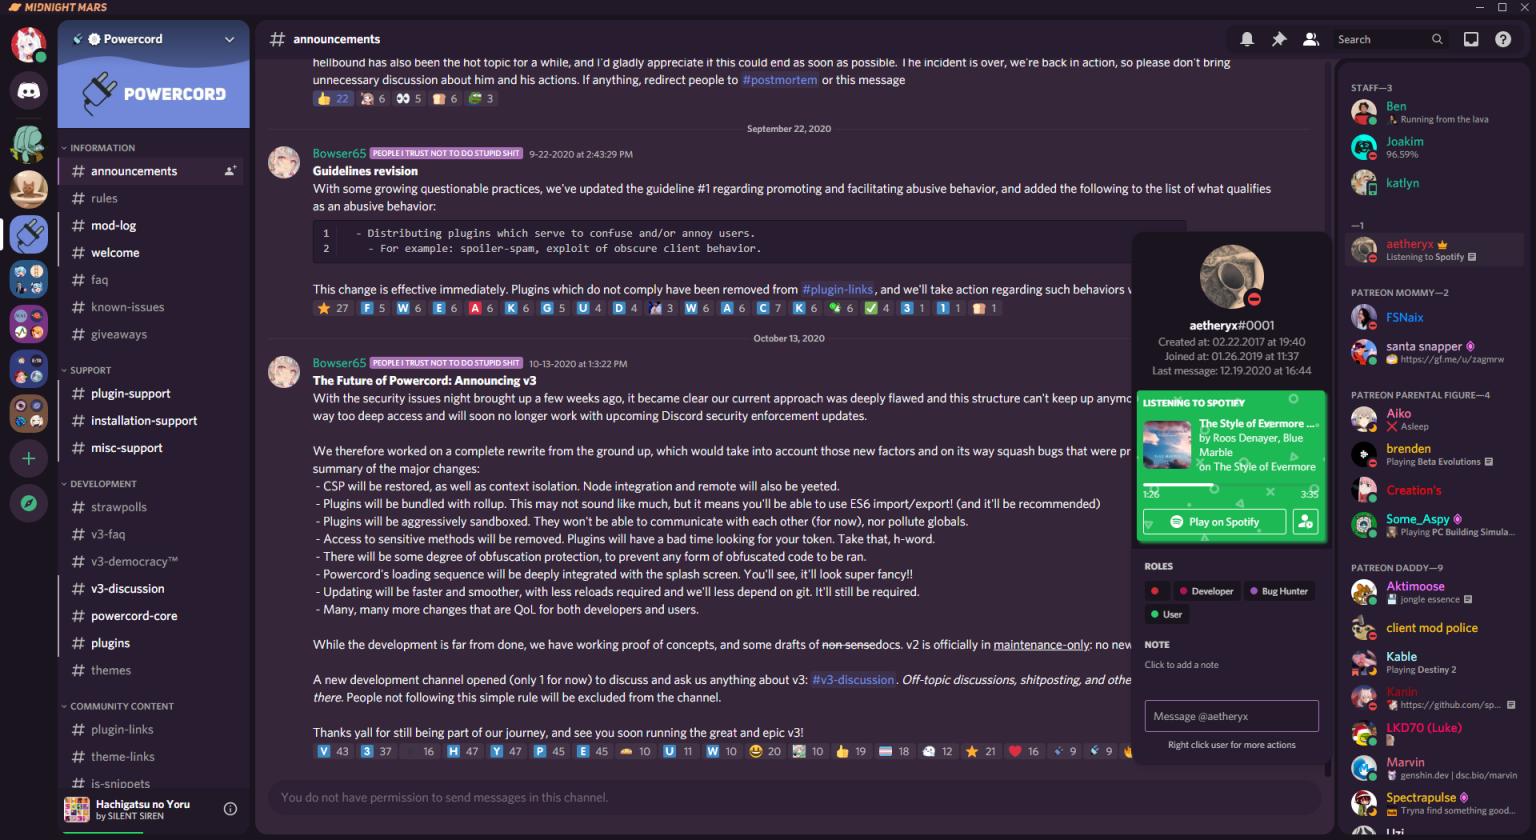 MIDNIGHT MARS
Powercord
POWERCORD
INFORMATION
announcements
rules
mod-log
welcome
faq
known-issues
giveaways
SUPPORT
plugin-support
installation-support
misc-support
DEVELOPMENT
strawpolls
v3-faq
v3-democracy™
v3-discussion
powercord-core
plugins
themes
COMMUNITY CONTENT
plugin-links
theme-links
js-snippets
Hachigatsu no Yoru
by SILENT SIREN
# announcements
Search
hellbound has also been the hot topic for a while, and I'd gladly appreciate if this could end as soon as possible. The incident is over, we're back in action, so please don't bring
unnecessary discussion about him and his actions. If anything, redirect people to #postmortem or this message
22 6 5 6 3
September 22, 2020
Bowser65 PEOPLE I TRUST NOT TO DO STUPID SHIT 9-22-2020 at 2:43:29 PM
Guidelines revision
With some growing questionable practices, we've updated the guideline #1 regarding promoting and facilitating abusive behavior, and added the following to the list of what qualifies
as an abusive behavior:
1 - Distributing plugins which serve to confuse and/or annoy users.
2 - For example: spoiler-spam, exploit of obscure client behavior.
This change is effective immediately. Plugins which do not comply have been removed from #plugin-links, and we'll take action regarding such behaviors
27 F 5 W 6 E 6 A 6 K 6 G 5 U 4 D 4 3 W 6 A 6 C 7 K 6 6 4 3 1 1 1 1
October 13, 2020
Bowser65 PEOPLE I TRUST NOT TO DO STUPID SHIT 10-13-2020 at 1:3:22 PM
The Future of Powercord: Announcing v3
With the security issues night brought up a few weeks ago, it became clear our current approach was deeply flawed and this structure can't keep up anymo
way too deep access and will soon no longer work with upcoming Discord security enforcement updates.
We therefore worked on a complete rewrite from the ground up, which would take into account those new factors and on its way squash bugs that were pr
summary of the major changes:
- CSP will be restored, as well as context isolation. Node integration and remote will also be yeeted.
- Plugins will be bundled with rollup. This may not sound like much, but it means you'll be able to use ES6 import/export! (and it'll be recommended)
- Plugins will be aggressively sandboxed. They won't be able to communicate with each other (for now), nor pollute globals.
- Access to sensitive methods will be removed. Plugins will have a bad time looking for your token. Take that, h-word.
- There will be some degree of obfuscation protection, to prevent any form of obfuscated code to be ran.
- Powercord's loading sequence will be deeply integrated with the splash screen. You'll see, it'll look super fancy!!
- Updating will be faster and smoother, with less reloads required and we'll less depend on git. It'll still be required.
- Many, many more changes that are QoL for both developers and users.
While the development is far from done, we have working proof of concepts, and some drafts of non sensedocs. v2 is officially in maintenance-only: no new
A new development channel opened (only 1 for now) to discuss and ask us anything about v3: #v3-discussion. Off-topic discussions, shitposting, and othe
there. People not following this simple rule will be excluded from the channel.
Thanks yall for still being part of our journey, and see you soon running the great and epic v3!
V 43 3 37 16 H 47 Y 47 P 45 E 45 10 U 11 W 10 20 10 19 18 12 21 16 9 9
You do not have permission to send messages in this channel.
aetheryx#0001
Created at: 02.22.2017 at 19:40
Joined at: 01.26.2019 at 11:37
Last message: 12.19.2020 at 16:44
LISTENING TO SPOTIFY
The Style of Evermore ...
by Roos Denayer, Blue
Marble
on The Style of Evermore
1:26 3:35
Play on Spotify
ROLES
Developer Bug Hunter
User
NOTE
Click to add a note
Message @aetheryx
Right click user for more actions
STAFF—3
Ben
Running from the lava
Joakim
96.59%
katlyn
—1
aetheryx
Listening to Spotify
PATREON MOMMY—2
FSNaix
santa snapper
https://gf.me/u/zagmrw
PATREON PARENTAL FIGURE—4
Aiko
Asleep
brenden
Playing Beta Evolutions
Creation's
Some_Aspy
Playing PC Building Simula...
PATREON DADDY—9
Aktimoose
jongle essence
client mod police
Kable
Playing Destiny 2
Kanin
https://github.com/sp...
LKD70 (Luke)
Marvin
genshin.dev | dsc.bio/marvin
Spectrapulse
Tryna find something good...
Uzi